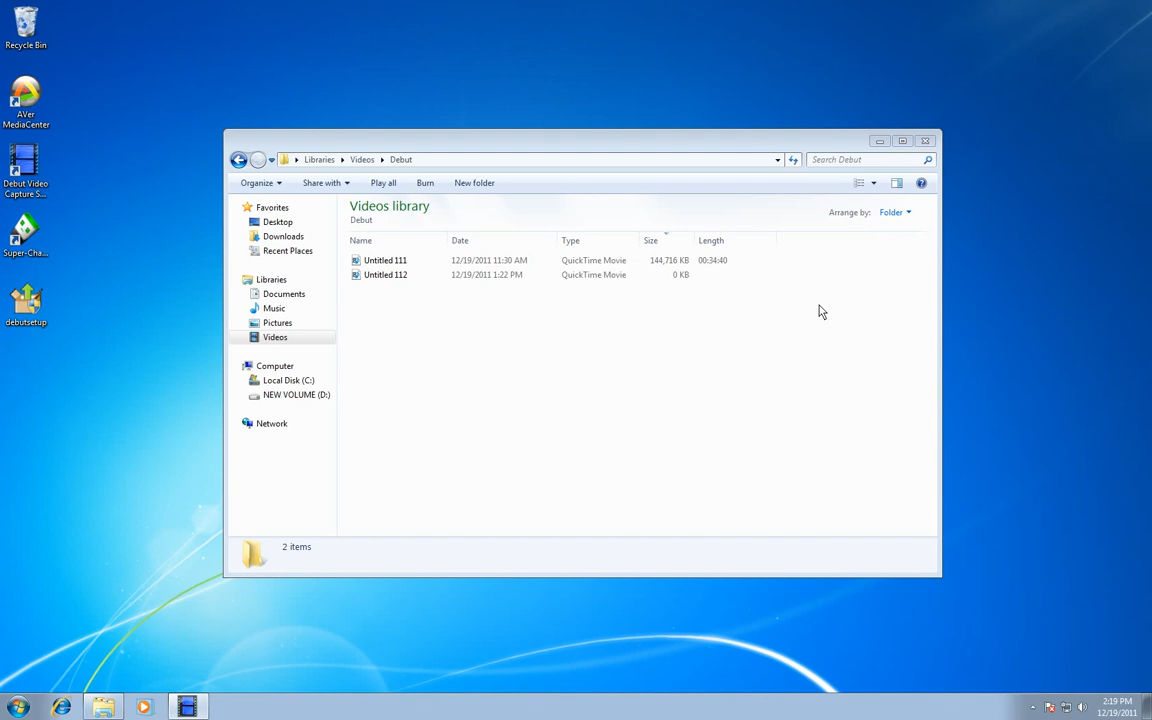 Recycle Bin
AVer
MediaCenter
Debut Video
Capture S...
Super-Cha...
debutsetup
Libraries
Videos
Debut
Search Debut
Organize
Share with
Play all
Burn
New folder
Favorites
Desktop
Downloads
Recent Places
Libraries
Documents
Music
Pictures
Videos
Computer
Local Disk (C:)
NEW VOLUME (D:)
Network
Videos library
Debut
Arrange by: Folder
Name Date Type Size Length
Untitled 111 12/19/2011 11:30 AM QuickTime Movie 144,716 KB 00:34:40
Untitled 112 12/19/2011 1:22 PM QuickTime Movie 0 KB
2 items
2:19 PM
12/19/2011